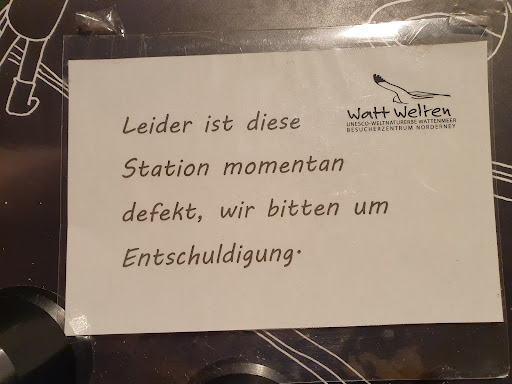 Watt Welten
UNESCO-WELTNATURERBE WATTENMEER
BESUCHERZENTRUM NORDERNEY
Leider ist diese
Station momentan
defekt, wir bitten um
Entschuldigung.